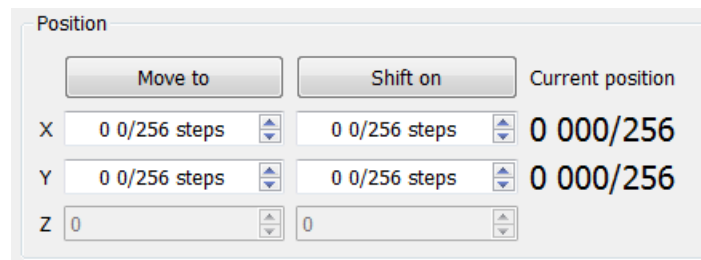 Position
Move to Shift on Current position
X 0 0/256 steps 0 0/256 steps 0 000/256
Y 0 0/256 steps 0 0/256 steps 0 000/256
Z 0 0